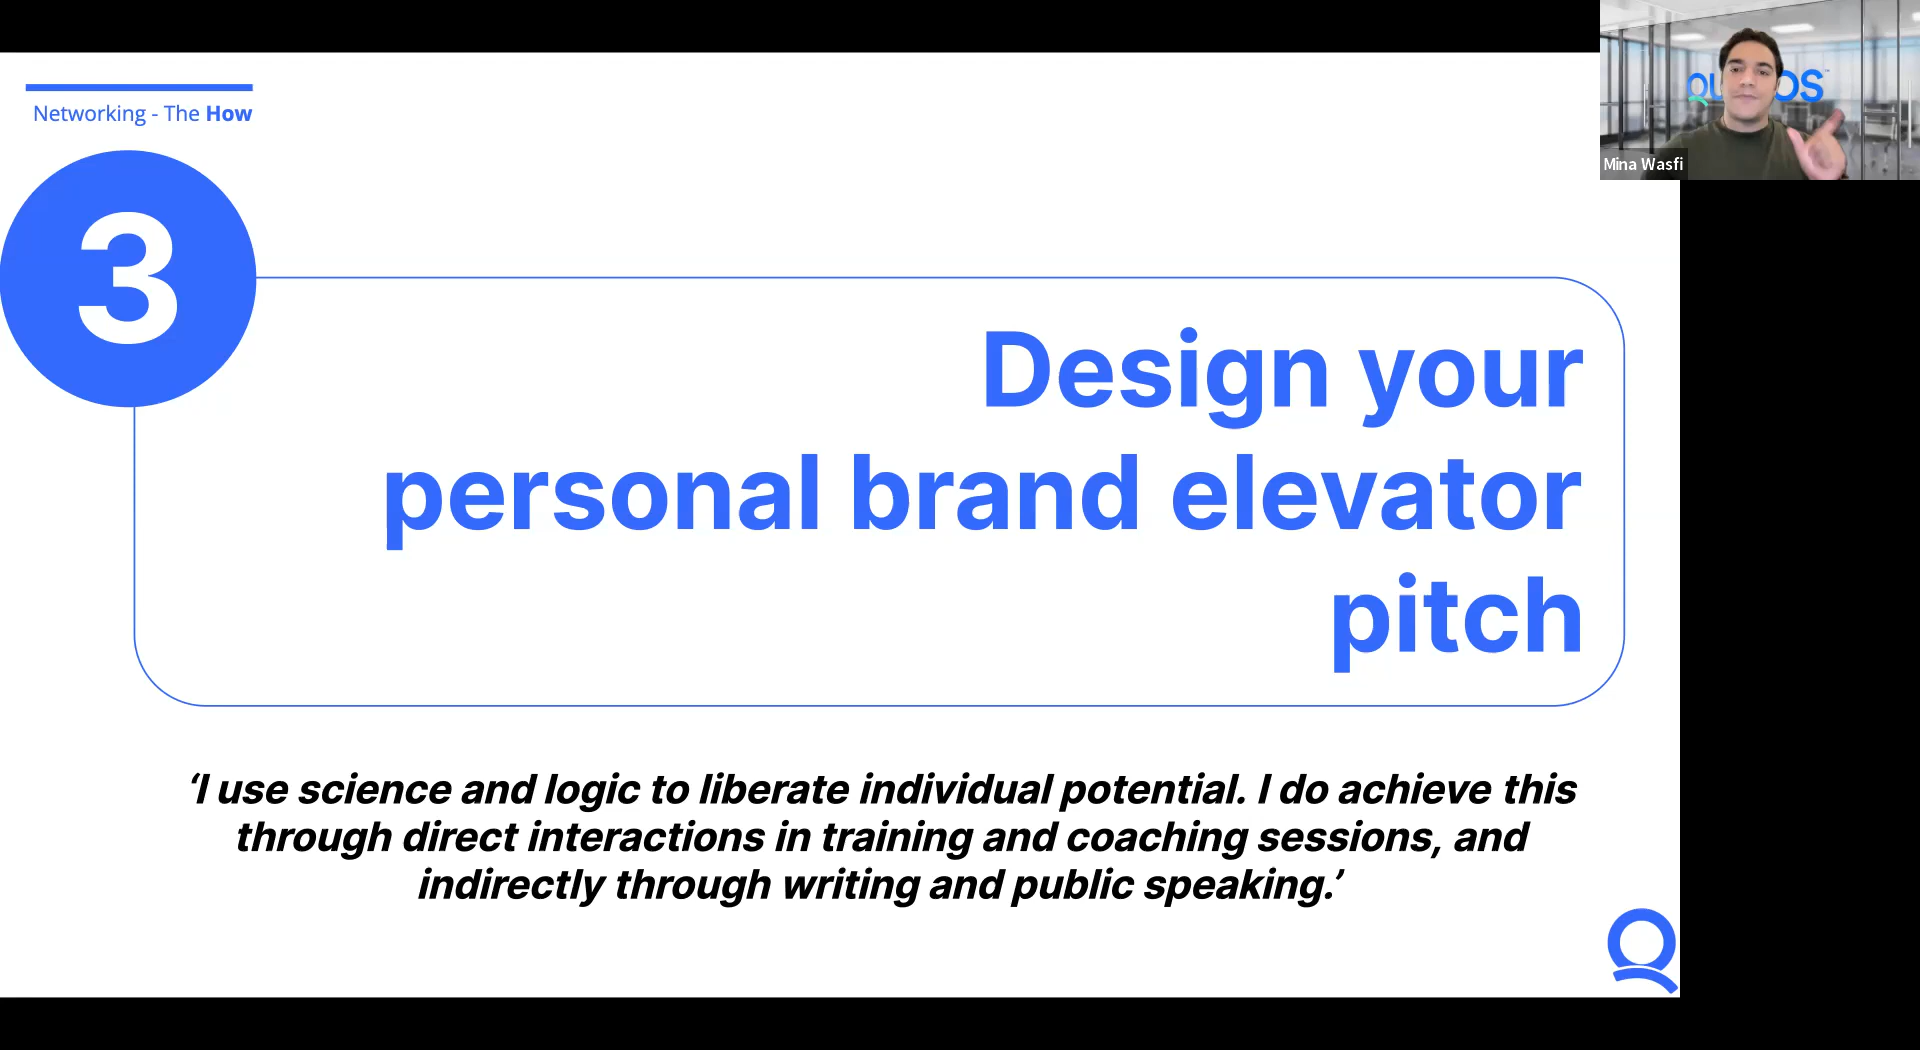 Networking - The How
3
Design your
personal brand elevator
pitch
‘I use science and logic to liberate individual potential. I do achieve this
through direct interactions in training and coaching sessions, and
indirectly through writing and public speaking.’
Mina Wasfi